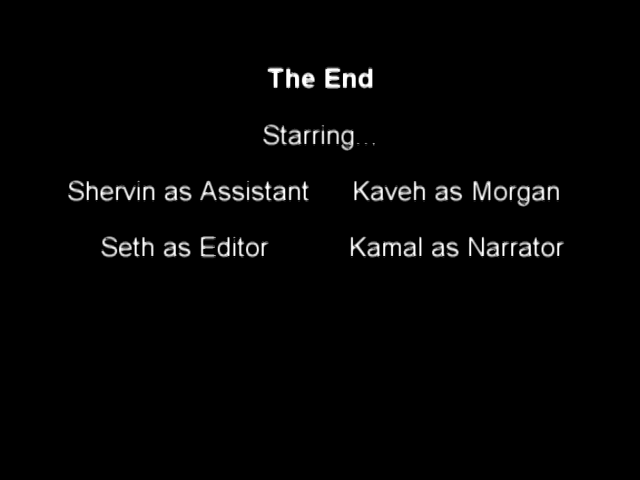 The End
Starring...
Shervin as Assistant Kaveh as Morgan
Seth as Editor Kamal as Narrator